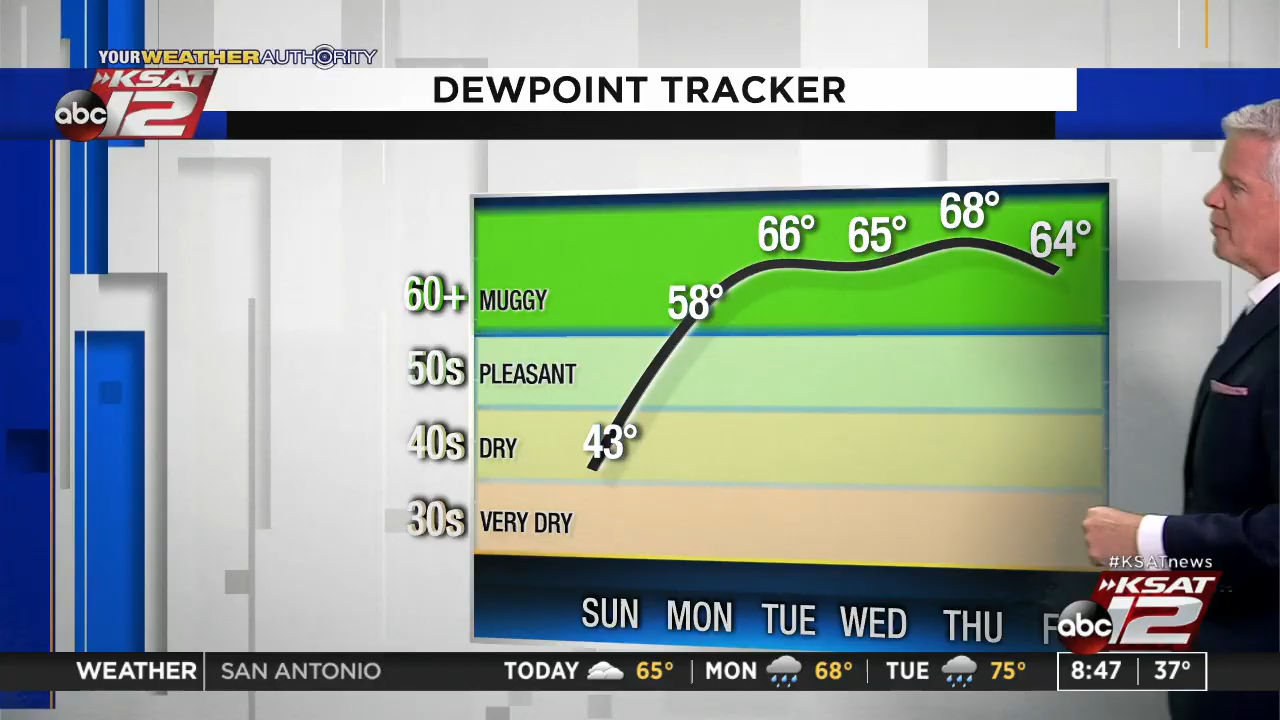 YOUR WEATHER AUTHORITY
KSAT
abc 12
DEWPOINT TRACKER
66° 65° 68° 64°
58°
43°
60+ MUGGY
50s PLEASANT
40s DRY
30s VERY DRY
SUN MON TUE WED THU F
#KSATnews
KSAT
abc 12
WEATHER SAN ANTONIO TODAY 65° MON 68° TUE 75° 8:47 37°